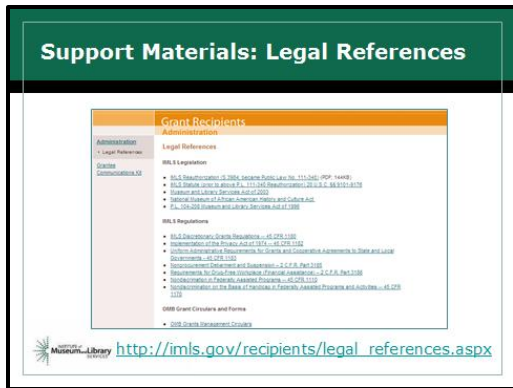 Support Materials: Legal References
Grant Recipients
Administration
Administration
Legal References
Grantee
Communications Kit
Legal References
IMLS Legislation
IMLS Reauthorization (S.3984, became Public Law No. 111-340) (PDF, 144KB)
IMLS Statute (prior to above P.L. 111-340 Reauthorization) 20 U.S.C. §§ 9101-9176
Museum and Library Services Act of 2003
National Museum of African American History and Culture Act
P.L. 104-208 Museum and Library Services Act of 1996
IMLS Regulations
IMLS Discretionary Grants Regulations — 45 CFR 1180
Implementation of the Privacy Act of 1974 — 45 CFR 1182
Uniform Administrative Requirements for Grants and Cooperative Agreements to State and Local
Governments - 45 CFR 1183
Nonprocurement Debarment and Suspension – 2 C.F.R. Part 3185
Requirements for Drug-Free Workplace (Financial Assistance) – 2 C.F.R. Part 3186
Nondiscrimination in Federally Assisted Programs — 45 CFR 1110
Nondiscrimination on the Basis of Handicap in Federally Assisted Programs and Activities — 45 CFR
1170
OMB Grant Circulars and Forms
OMB Grants Management Circulars
INSTITUTE of
Museum and Library
SERVICES
http://imls.gov/recipients/legal_references.aspx